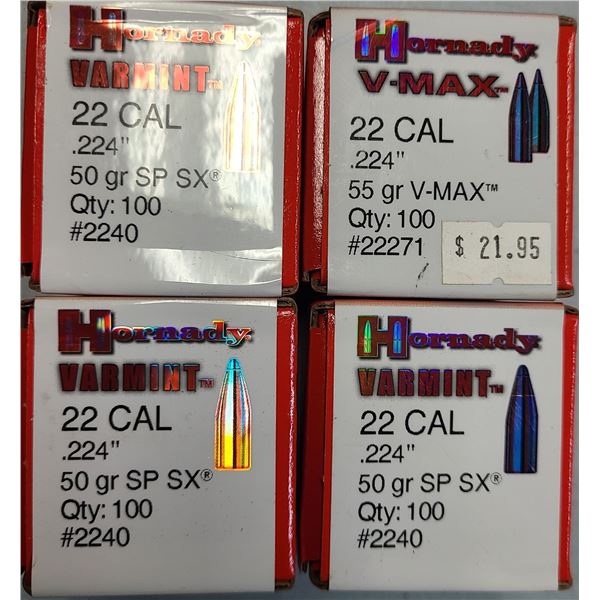 Hornady
VARMINT™
22 CAL
.224"
50 gr SP SX®
Qty: 100
#2240
Hornady
V-MAX™
22 CAL
.224"
55 gr V-MAX™
Qty: 100
#22271
$ 21.95
Hornady
VARMINT™
22 CAL
.224"
50 gr SP SX®
Qty: 100
#2240
Hornady
VARMINT™
22 CAL
.224"
50 gr SP SX®
Qty: 100
#2240